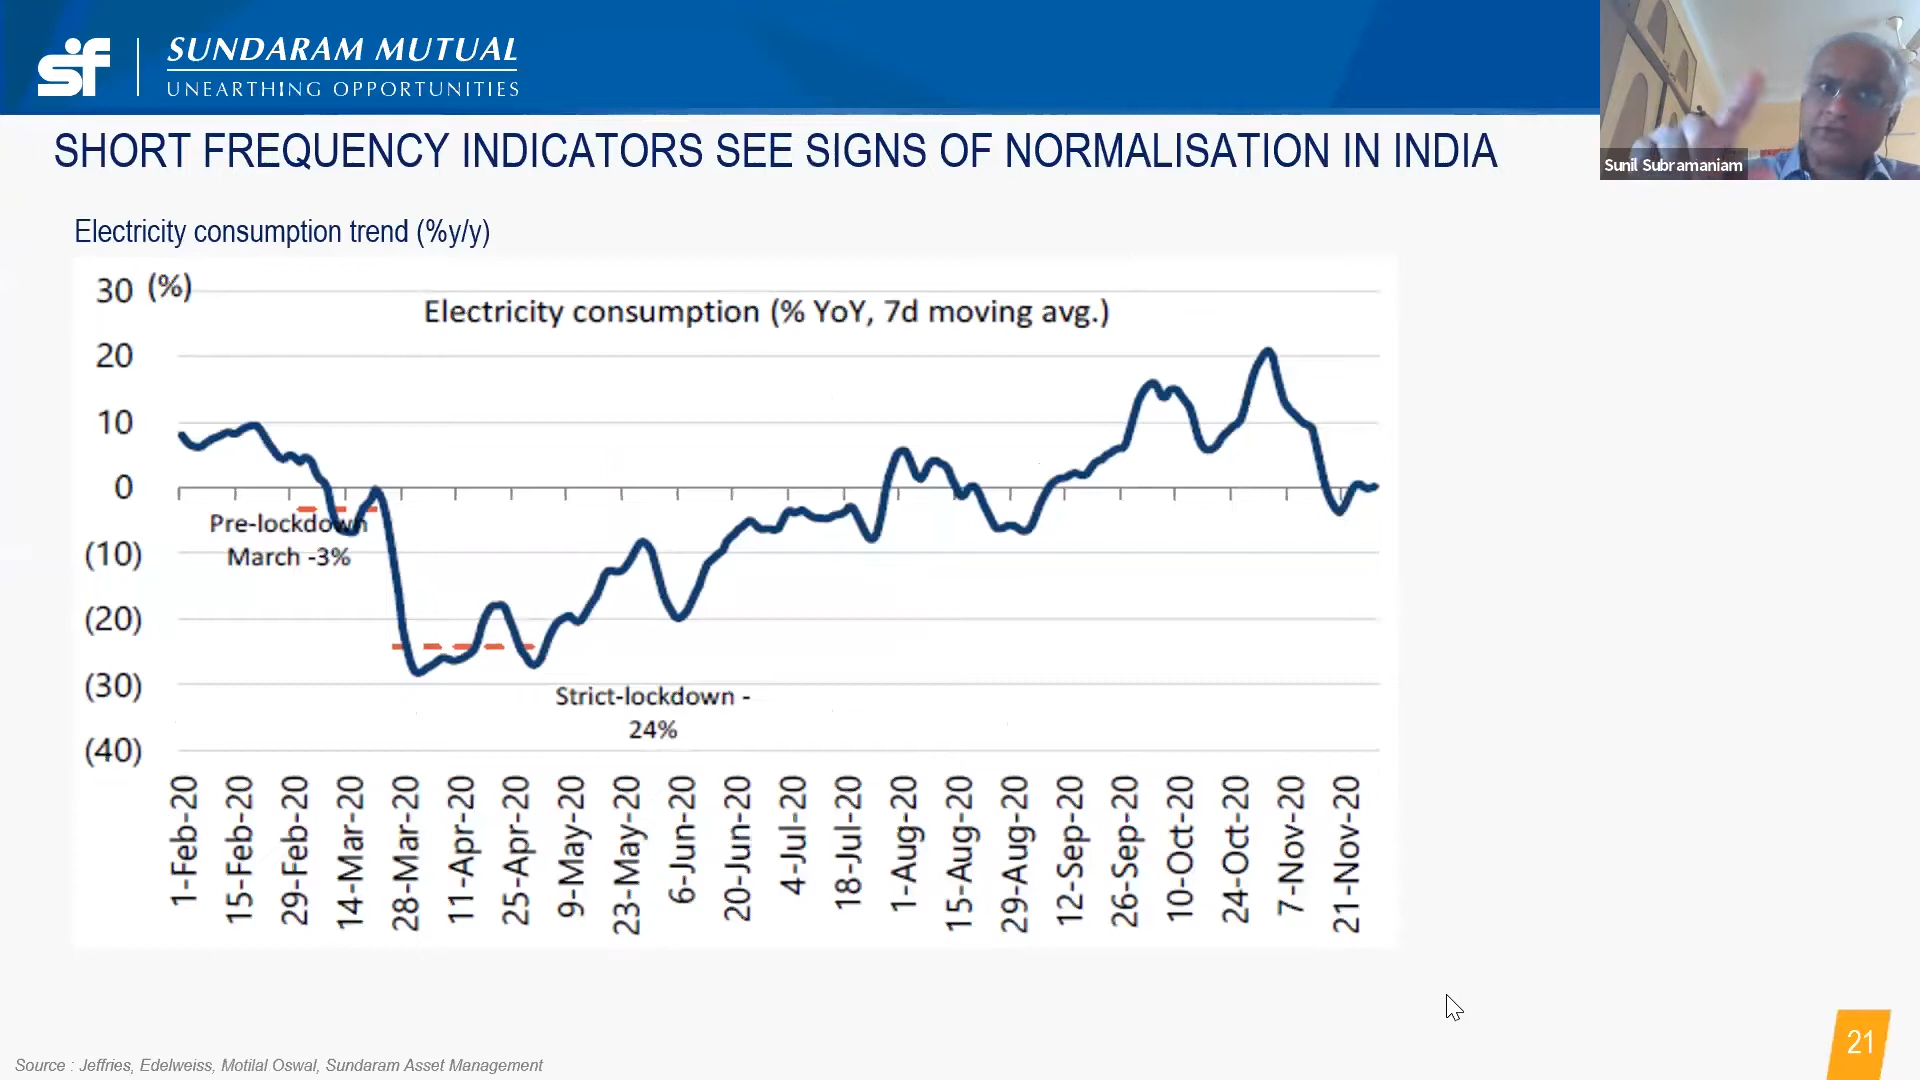 sf
SUNDARAM MUTUAL
UNEARTHING OPPORTUNITIES
Sunil Subramaniam
SHORT FREQUENCY INDICATORS SEE SIGNS OF NORMALISATION IN INDIA
Electricity consumption trend (%y/y)
(%)
Electricity consumption (% YoY, 7d moving avg.)
30
20
10
0
(10)
(20)
(30)
(40)
Pre-lockdown
March -3%
Strict-lockdown -
24%
1-Feb-20
15-Feb-20
29-Feb-20
14-Mar-20
28-Mar-20
11-Apr-20
25-Apr-20
9-May-20
23-May-20
6-Jun-20
20-Jun-20
4-Jul-20
18-Jul-20
1-Aug-20
15-Aug-20
29-Aug-20
12-Sep-20
26-Sep-20
10-Oct-20
24-Oct-20
7-Nov-20
21-Nov-20
Source : Jeffries, Edelweiss, Motilal Oswal, Sundaram Asset Management
21